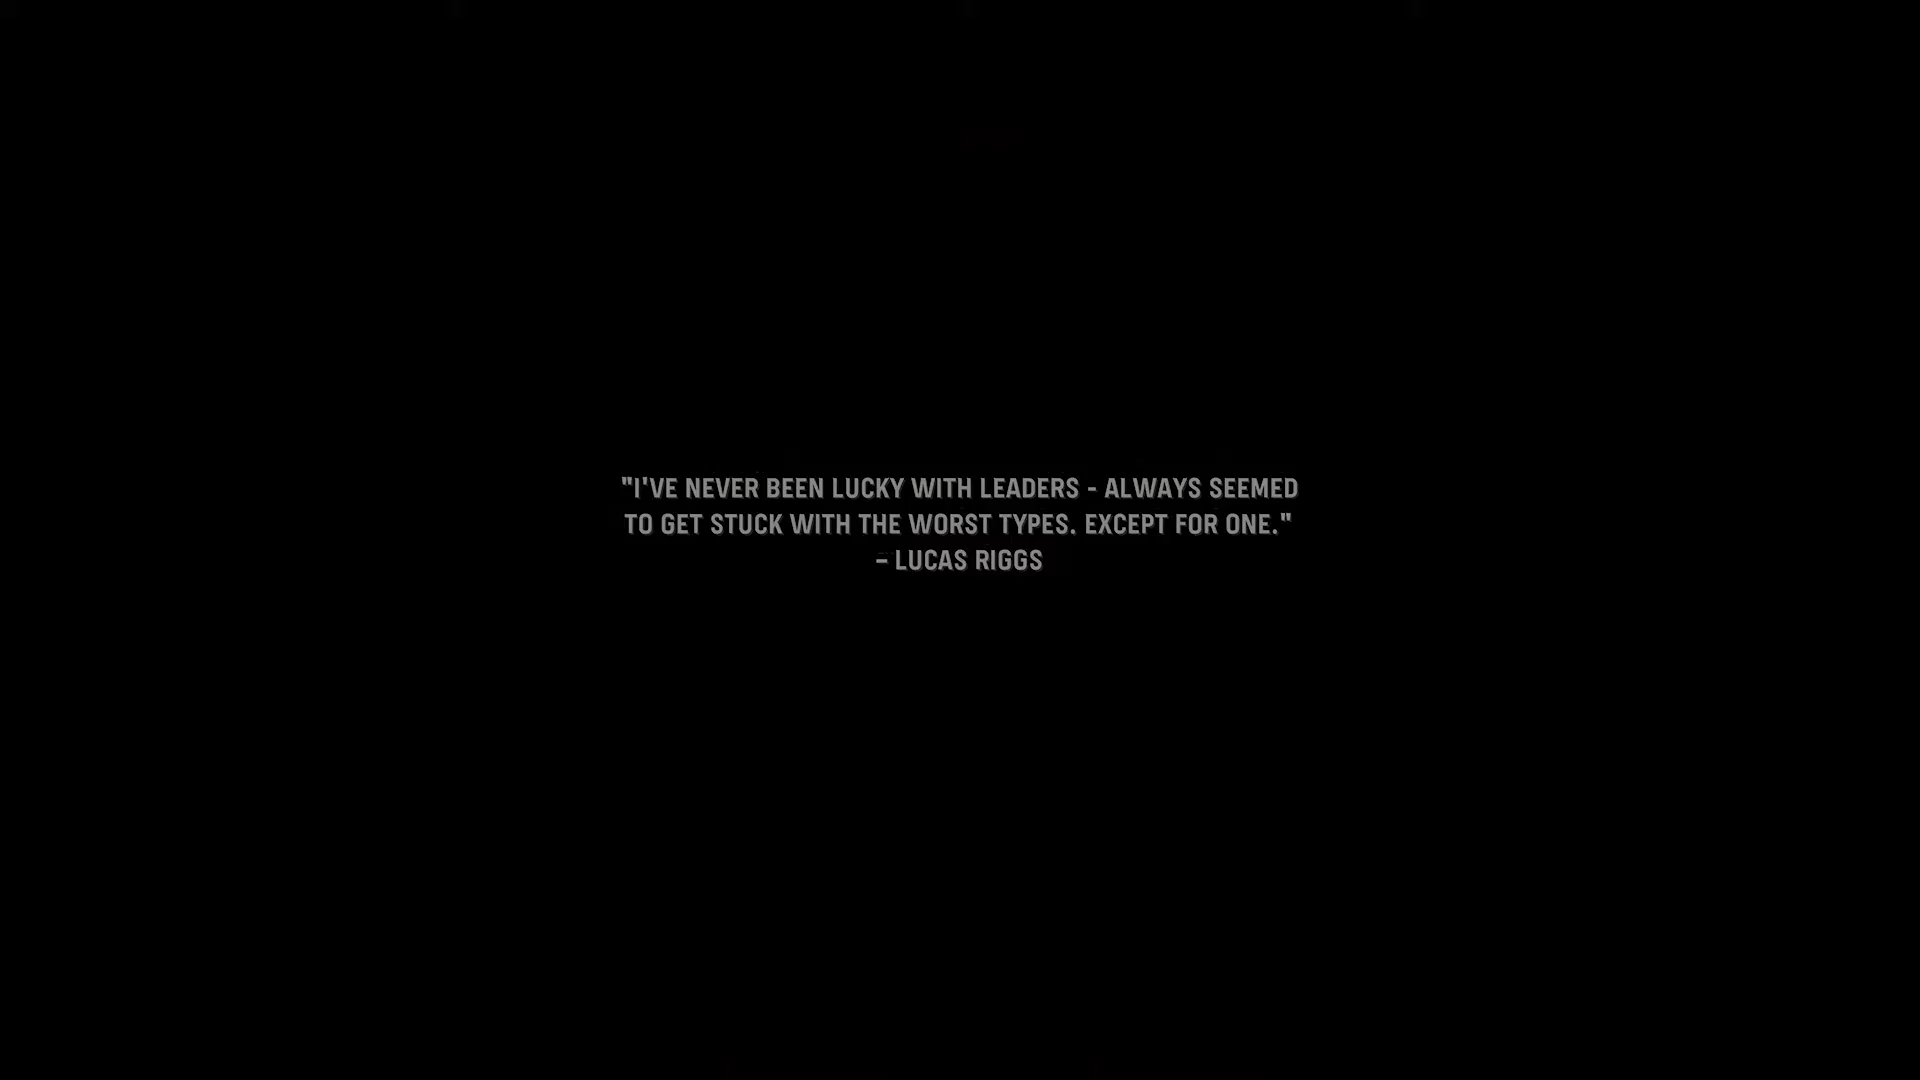 "I'VE NEVER BEEN LUCKY WITH LEADERS - ALWAYS SEEMED
TO GET STUCK WITH THE WORST TYPES. EXCEPT FOR ONE."
– LUCAS RIGGS